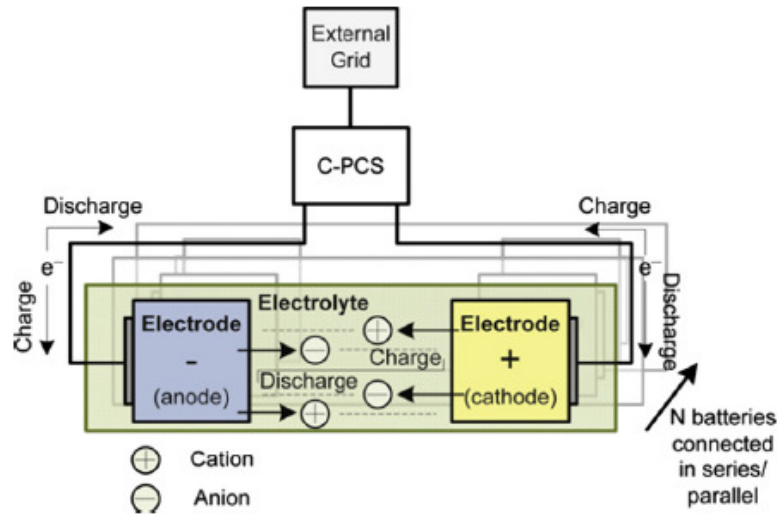 External
Grid
C-PCS
Discharge
Charge
e⁻
Charge
e⁻
Discharge
Electrolyte
Electrode
-
(anode)
+
-
Charge
Discharge
-
+
Electrode
+
(cathode)
N batteries
connected
in series/
parallel
+
Cation
-
Anion